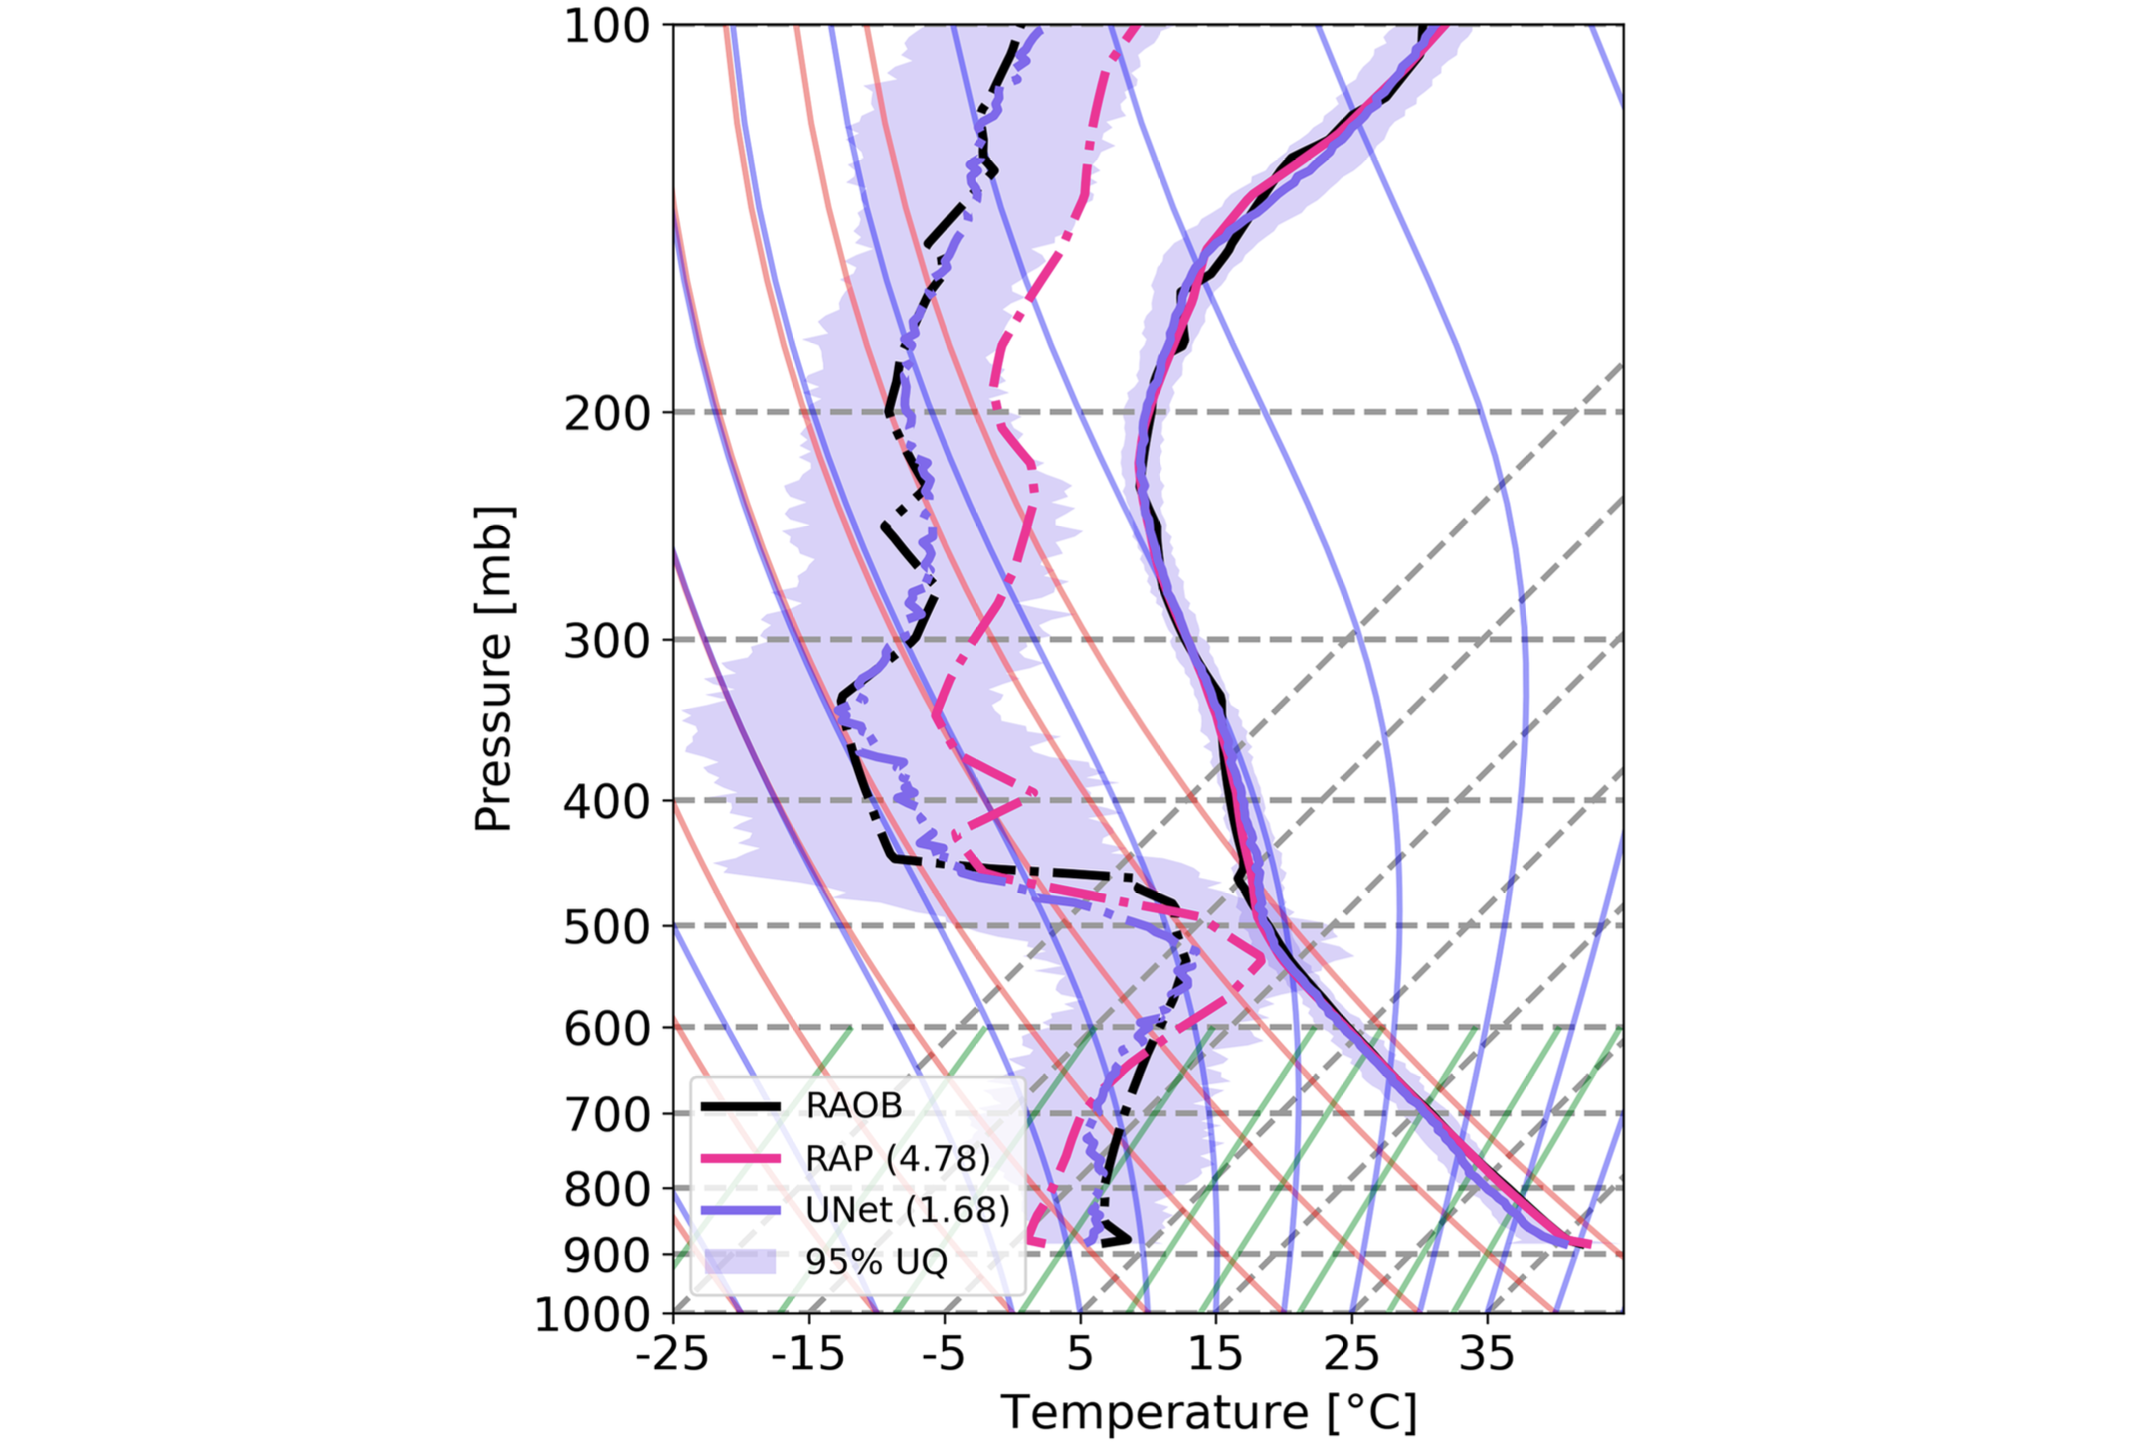 100
200
300
400
500
600
700
800
900
1000
Pressure [mb]
RAOB
RAP (4.78)
UNet (1.68)
95% UQ
-25 -15 -5 5 15 25 35
Temperature [°C]